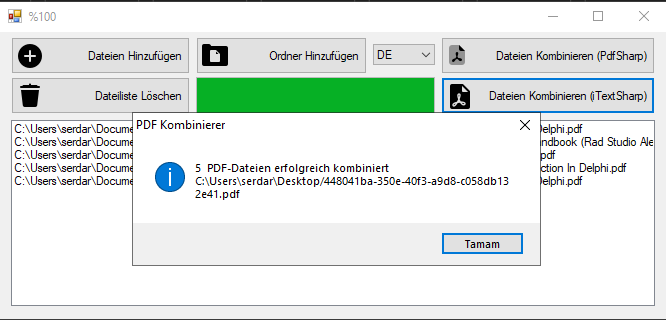 %100
Dateien Hinzufügen
Ordner Hinzufügen
DE
Dateien Kombinieren (PdfSharp)
Dateiliste Löschen
Dateien Kombinieren (iTextSharp)
C:\Users\serdar\Docume
Delphi.pdf
C:\Users\serdar\Docume
ndbook (Rad Studio Ale
C:\Users\serdar\Docume
.pdf
C:\Users\serdar\Docume
ction In Delphi.pdf
C:\Users\serdar\Docume
Delphi.pdf
PDF Kombinierer
5 PDF-Dateien erfolgreich kombiniert
C:\Users\serdar\Desktop/448041ba-350e-40f3-a9d8-c058db13
2e41.pdf
Tamam